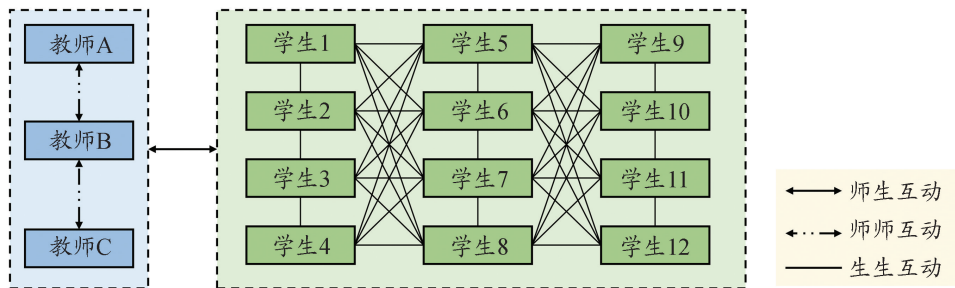 教师A
教师B
教师C
学生1
学生2
学生3
学生4
学生5
学生6
学生7
学生8
学生9
学生10
学生11
学生12
师生互动
师师互动
生生互动